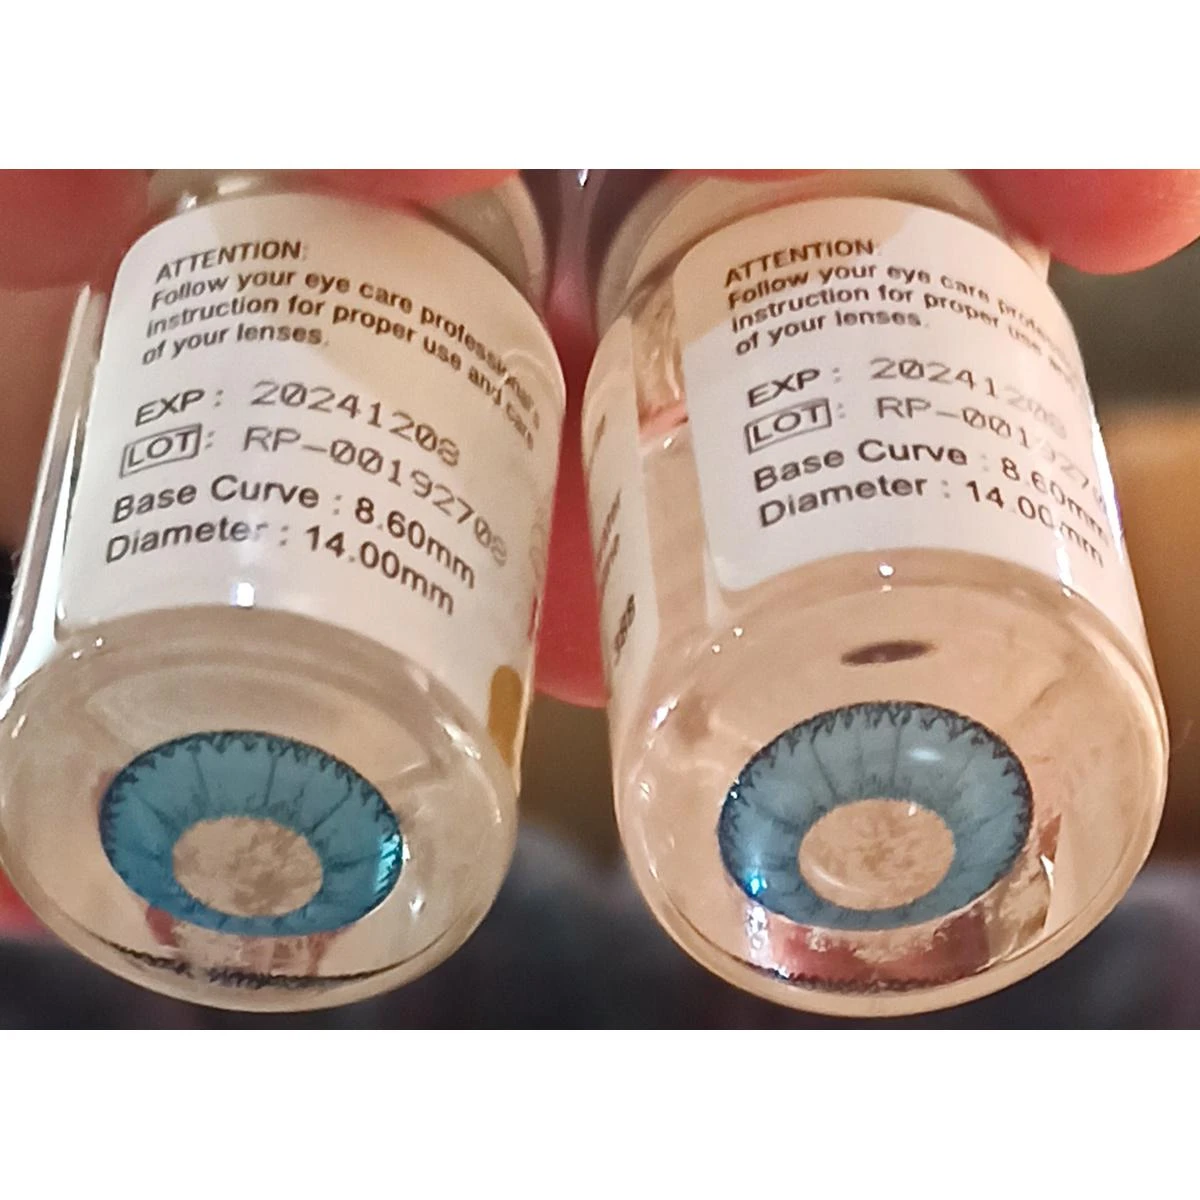 ATTENTION:
Follow your eye care professional's
instruction for proper use and care
of your lenses.
EXP : 20241208
LOT : RP-00192708
Base Curve : 8.60mm
Diameter : 14.00mm
ATTENTION:
Follow your eye care
instruction for proper use
of your lenses.
EXP : 20241208
LOT : RP-001927
Base Curve : 8.60mm
Diameter : 14.00mm